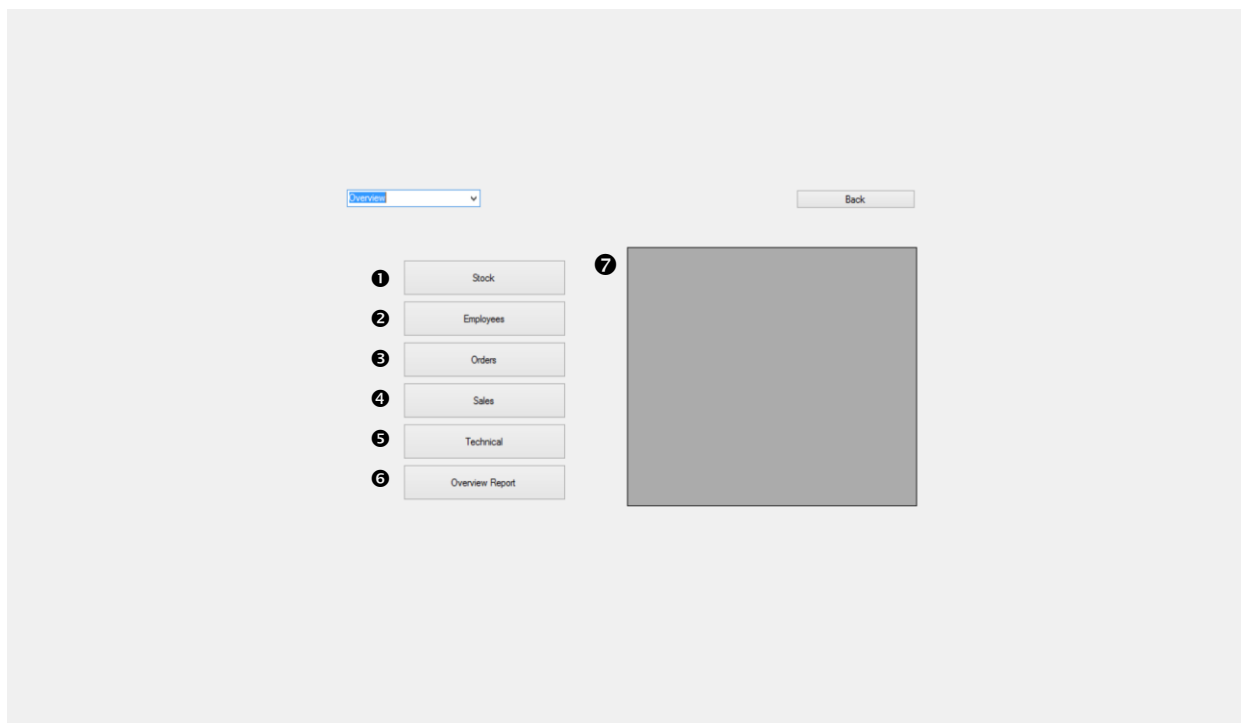 Overview
Back
❼
❶ Stock
❷ Employees
❸ Orders
❹ Sales
❺ Technical
❻ Overview Report